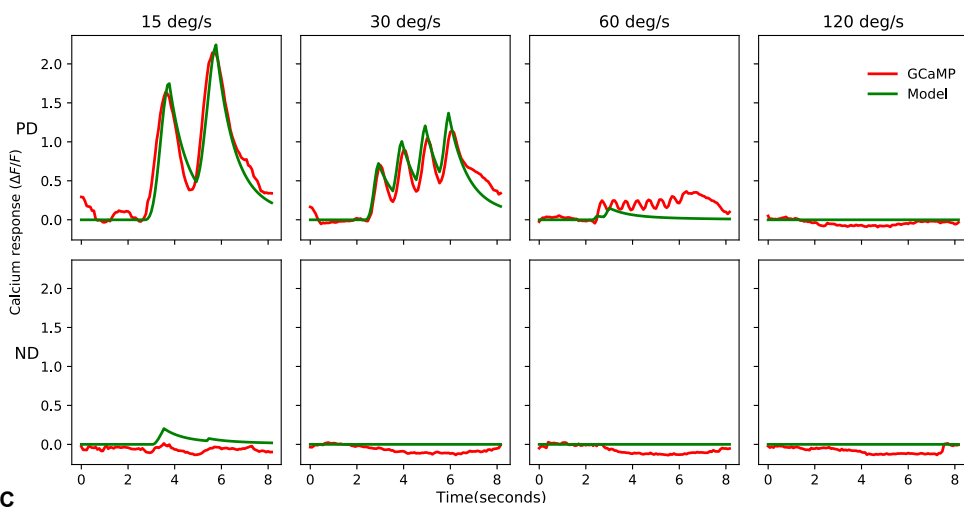 15 deg/s 30 deg/s 60 deg/s 120 deg/s
2.0
1.5
1.0
0.5
0.0
PD
GCaMP
Model
Calcium response (ΔF/F)
2.0
1.5
1.0
0.5
0.0
ND
0 2 4 6 8 0 2 4 6 8 0 2 4 6 8 0 2 4 6 8
Time(seconds)
C